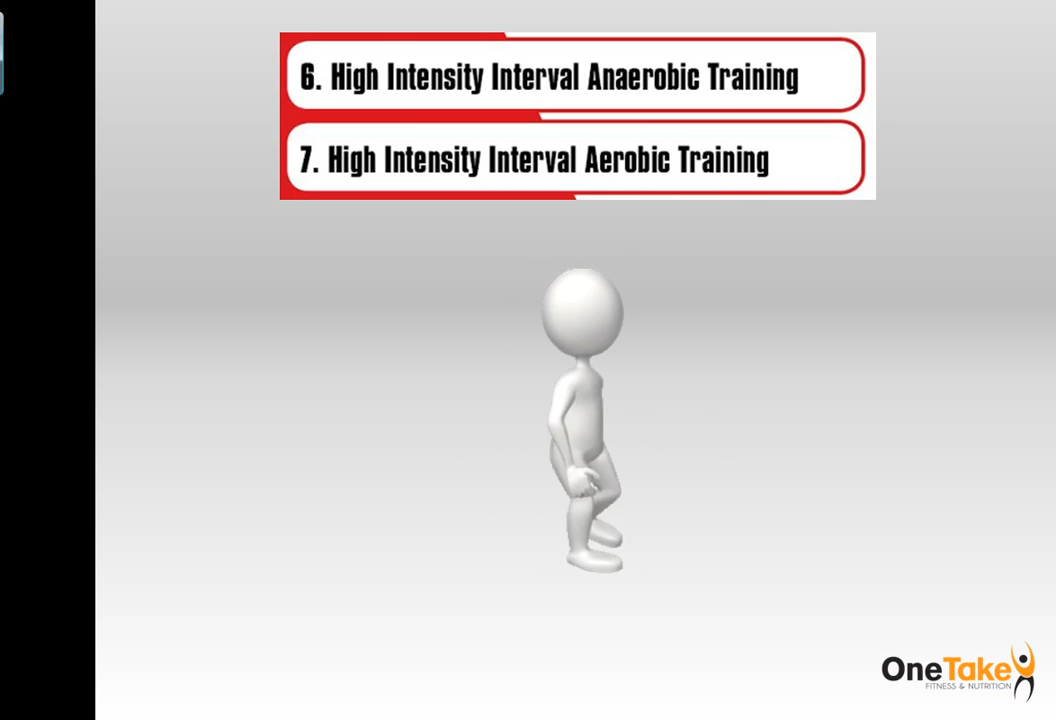 6. High Intensity Interval Anaerobic Training
7. High Intensity Interval Aerobic Training
OneTake
FITNESS & NUTRITION